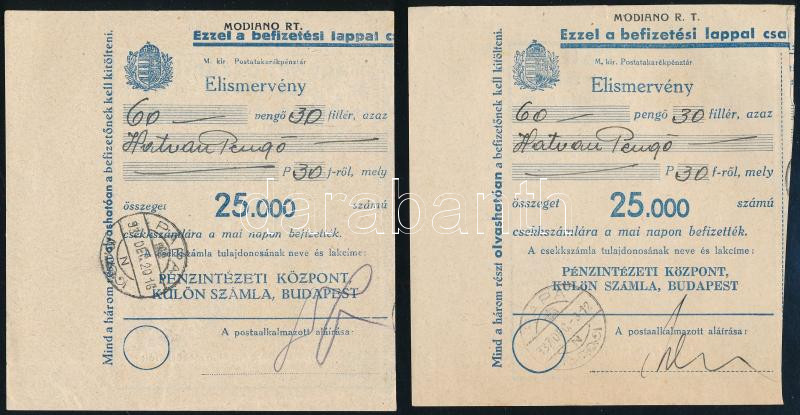 MODIANO RT.
Ezzel a befizetési lappal cs
M. kir. Postatakarékpénztár
Elismervény
60 pengő 30 fillér, azaz
Hatvan Pengő
P 30 f-ről, mely
összeget 25.000 számú
csekkszámlára a mai napon befizették.
A csekkszámla tulajdonosának neve és lakcíme:
PÉNZINTÉZETI KÖZPONT,
KÜLÖN SZÁMLA, BUDAPEST
A postaalkalmazott aláírása:
Mind a három részt olvashatóan a befizetőnek kell kitölteni.
MODIANO R. T.
Ezzel a befizetési lappal csa
M. kir. Postatakarékpénztár
Elismervény
60 pengő 30 fillér, azaz
Hatvan Pengő
P 30 f-ről, mely
összeget 25.000 számú
csekkszámlára a mai napon befizették.
A csekkszámla tulajdonosának neve és lakcíme:
PÉNZINTÉZETI KÖZPONT,
KÜLÖN SZÁMLA, BUDAPEST
A postaalkalmazott aláírása:
Mind a három részt olvashatóan a befizetőnek kell kitölteni.
darabanth